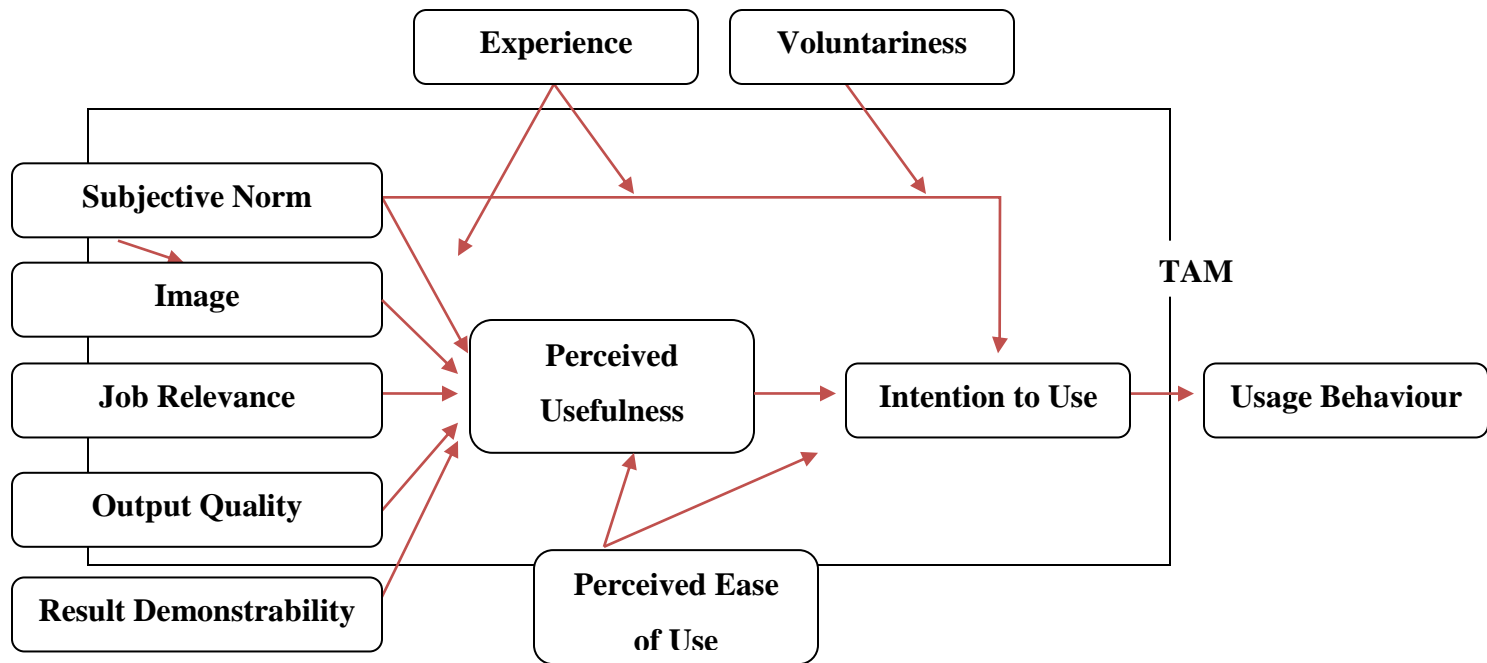 Experience
Voluntariness
Subjective Norm
Image
TAM
Job Relevance
Perceived
Usefulness
Intention to Use
Usage Behaviour
Output Quality
Result Demonstrability
Perceived Ease
of Use